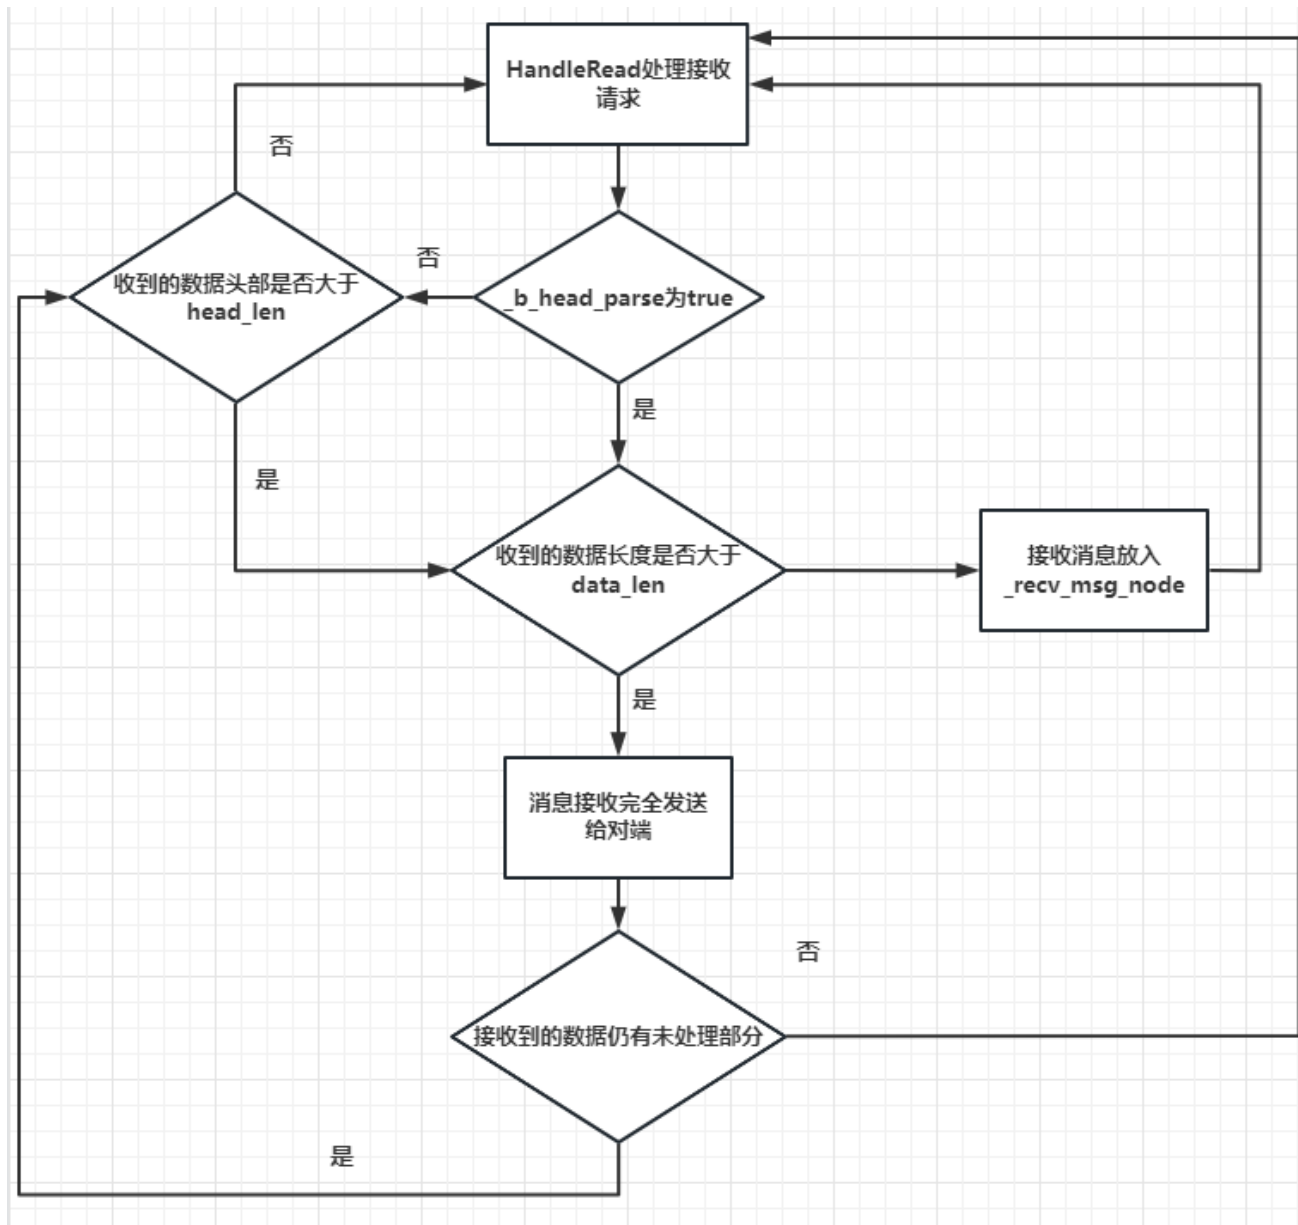 HandleRead处理接收
请求
否
否
收到的数据头部是否大于
head_len
_b_head_parse为true
是
是
收到的数据长度是否大于
data_len
接收消息放入
_recv_msg_node
是
消息接收完全发送
给对端
否
接收到的数据仍有未处理部分
是